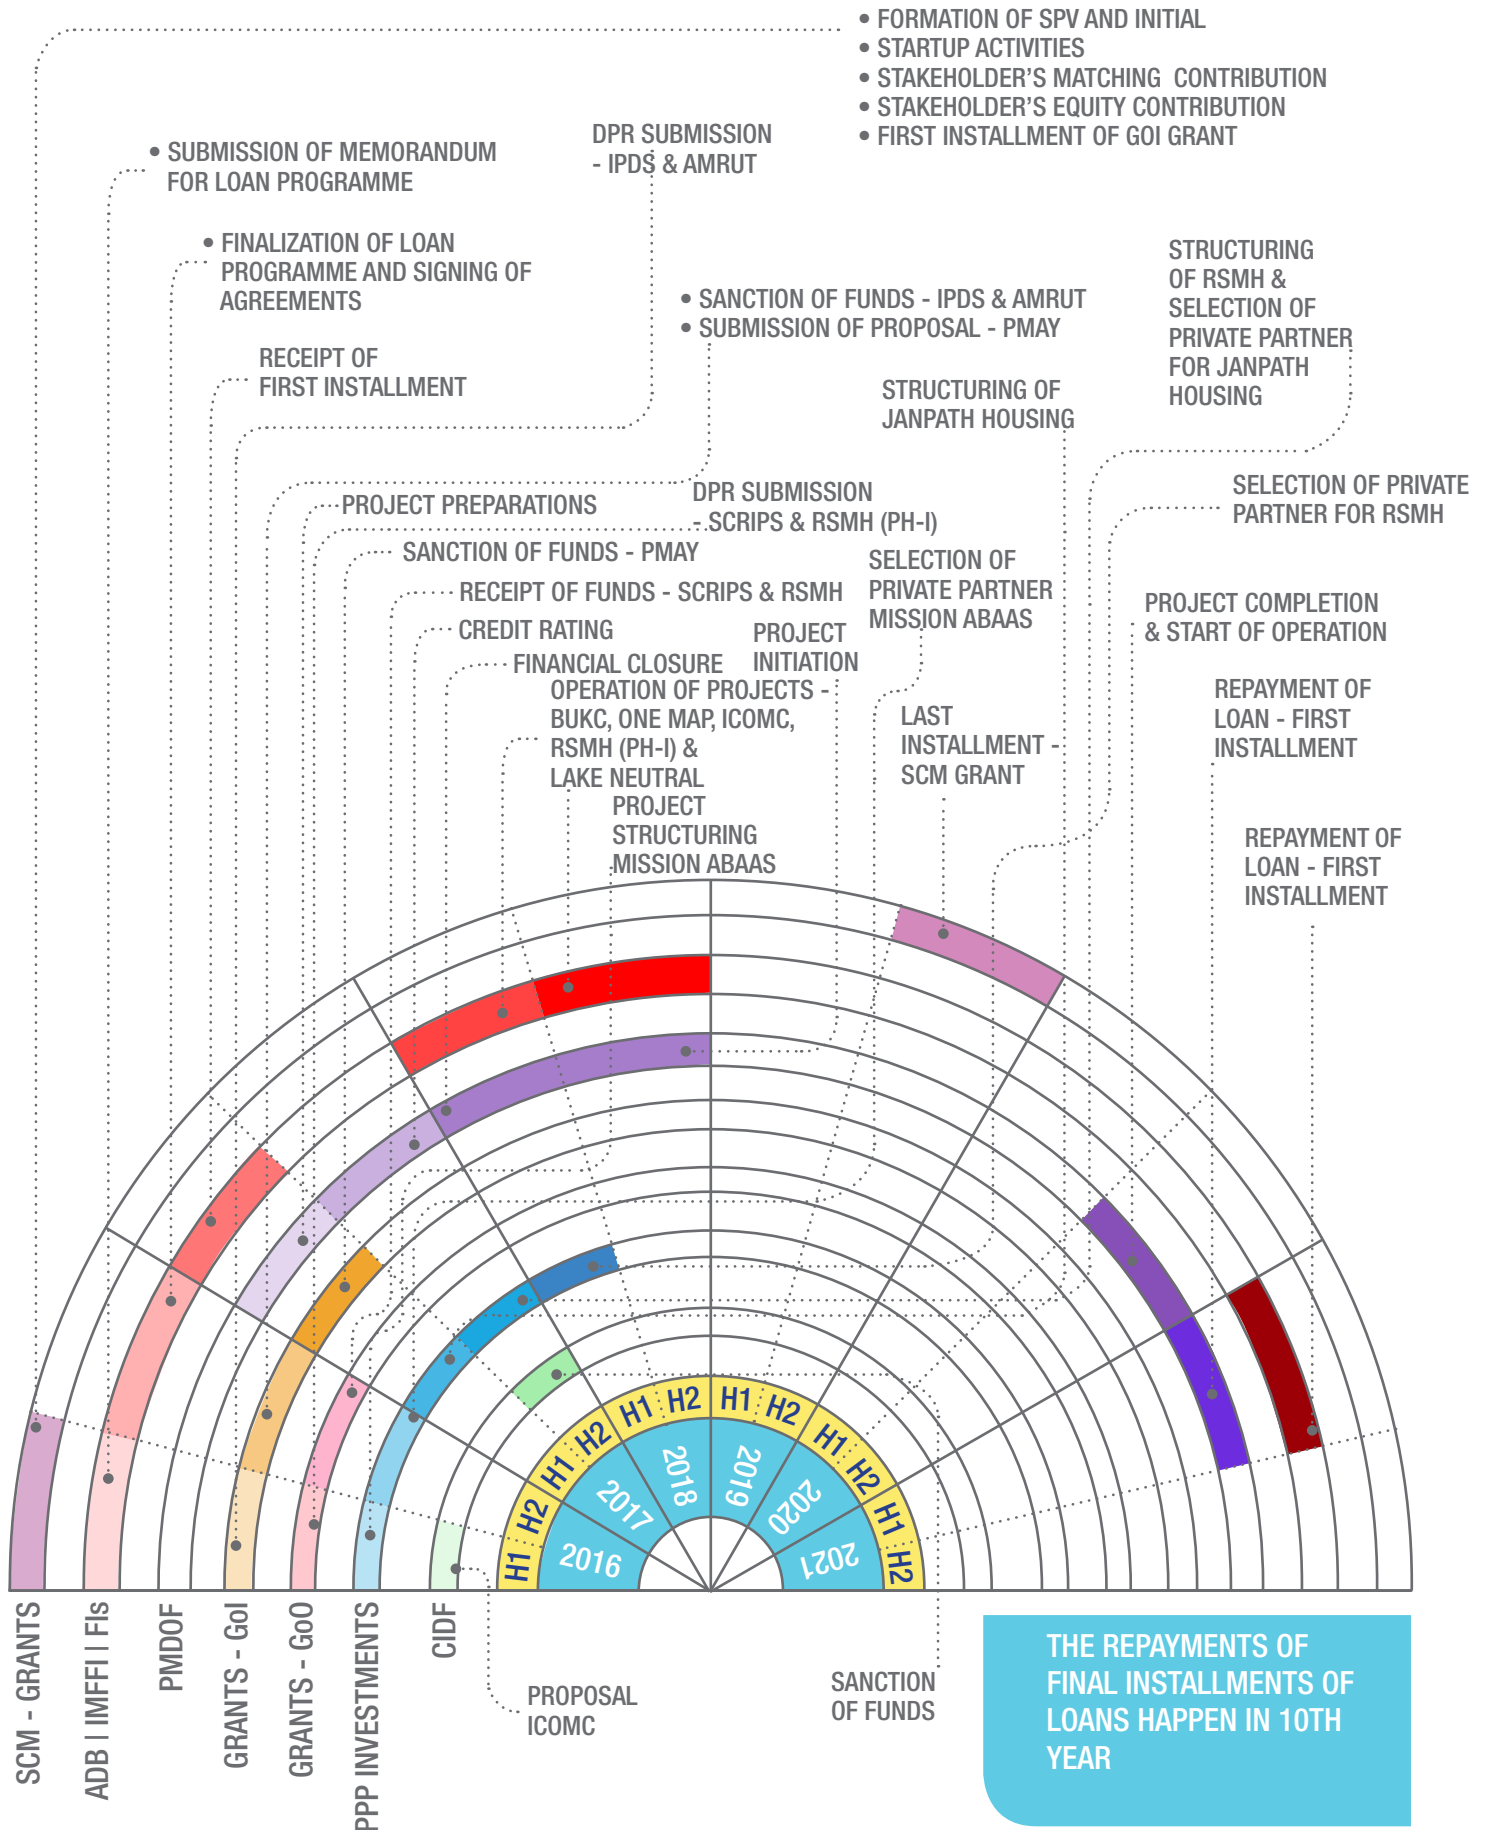 • FORMATION OF SPV AND INITIAL
• STARTUP ACTIVITIES
• STAKEHOLDER'S MATCHING CONTRIBUTION
• STAKEHOLDER'S EQUITY CONTRIBUTION
• FIRST INSTALLMENT OF GOI GRANT
• SUBMISSION OF MEMORANDUM
FOR LOAN PROGRAMME
DPR SUBMISSION
- IPDS & AMRUT
• FINALIZATION OF LOAN
PROGRAMME AND SIGNING OF
AGREEMENTS
STRUCTURING
OF RSMH &
SELECTION OF
PRIVATE PARTNER
FOR JANPATH
HOUSING
• SANCTION OF FUNDS - IPDS & AMRUT
• SUBMISSION OF PROPOSAL - PMAY
RECEIPT OF
FIRST INSTALLMENT
STRUCTURING OF
JANPATH HOUSING
PROJECT PREPARATIONS
DPR SUBMISSION
- SCRIPS & RSMH (PH-I)
SELECTION OF PRIVATE
PARTNER FOR RSMH
SANCTION OF FUNDS - PMAY
SELECTION OF
PRIVATE PARTNER
MISSION ABAAS
RECEIPT OF FUNDS - SCRIPS & RSMH
PROJECT COMPLETION
& START OF OPERATION
CREDIT RATING
PROJECT
INITIATION
FINANCIAL CLOSURE
OPERATION OF PROJECTS -
BUKC, ONE MAP, ICOMC,
RSMH (PH-I) &
LAKE NEUTRAL
REPAYMENT OF
LOAN - FIRST
INSTALLMENT
LAST
INSTALLMENT -
SCM GRANT
PROJECT
STRUCTURING
MISSION ABAAS
REPAYMENT OF
LOAN - FIRST
INSTALLMENT
H1
H2
H1
H2
H1
H2
H1
H2
H1
H2
H1
H2
2016
2017
2018
2019
2020
2021
SCM - GRANTS
ADB | IMFFI | FIs
PMDOF
GRANTS - GoI
GRANTS - GoO
PPP INVESTMENTS
CIDF
PROPOSAL
ICOMC
SANCTION
OF FUNDS
THE REPAYMENTS OF
FINAL INSTALLMENTS OF
LOANS HAPPEN IN 10TH
YEAR